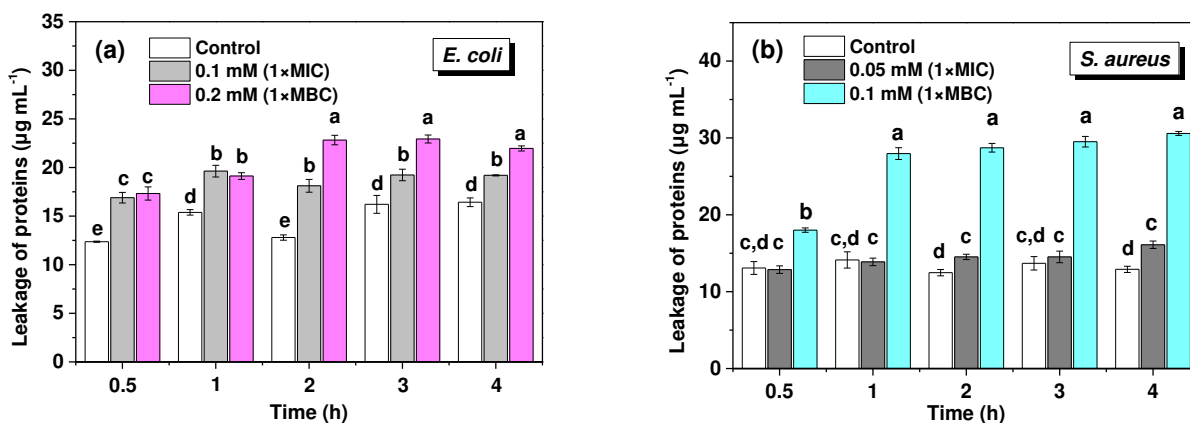 (a)
E. coli
Control
0.1 mM (1×MIC)
0.2 mM (1×MBC)
Leakage of proteins (µg mL-1)
35
30
25
20
15
10
5
0
e c c
d b b
e b a
d b a
d b a
0.5 1 2 3 4
Time (h)
(b)
S. aureus
Control
0.05 mM (1×MIC)
0.1 mM (1×MBC)
Leakage of proteins (µg mL-1)
40
30
20
10
0
c,d c b
c,d c a
d c a
c,d c a
d c a
0.5 1 2 3 4
Time (h)